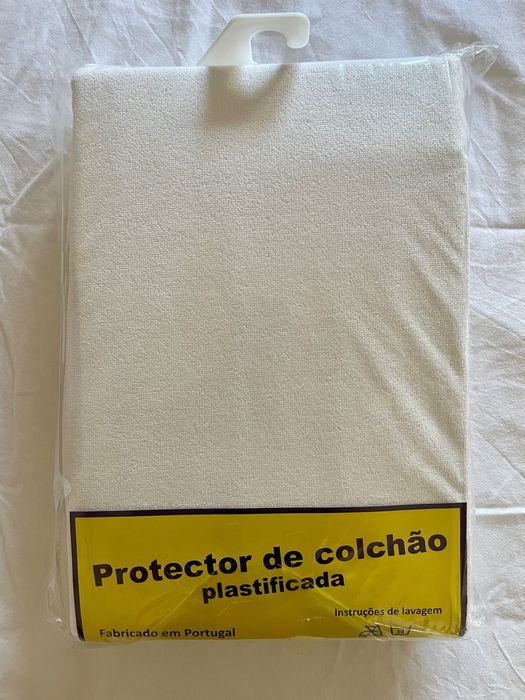 Protector de colchão
plastificada
Instruções de lavagem
Fabricado em Portugal